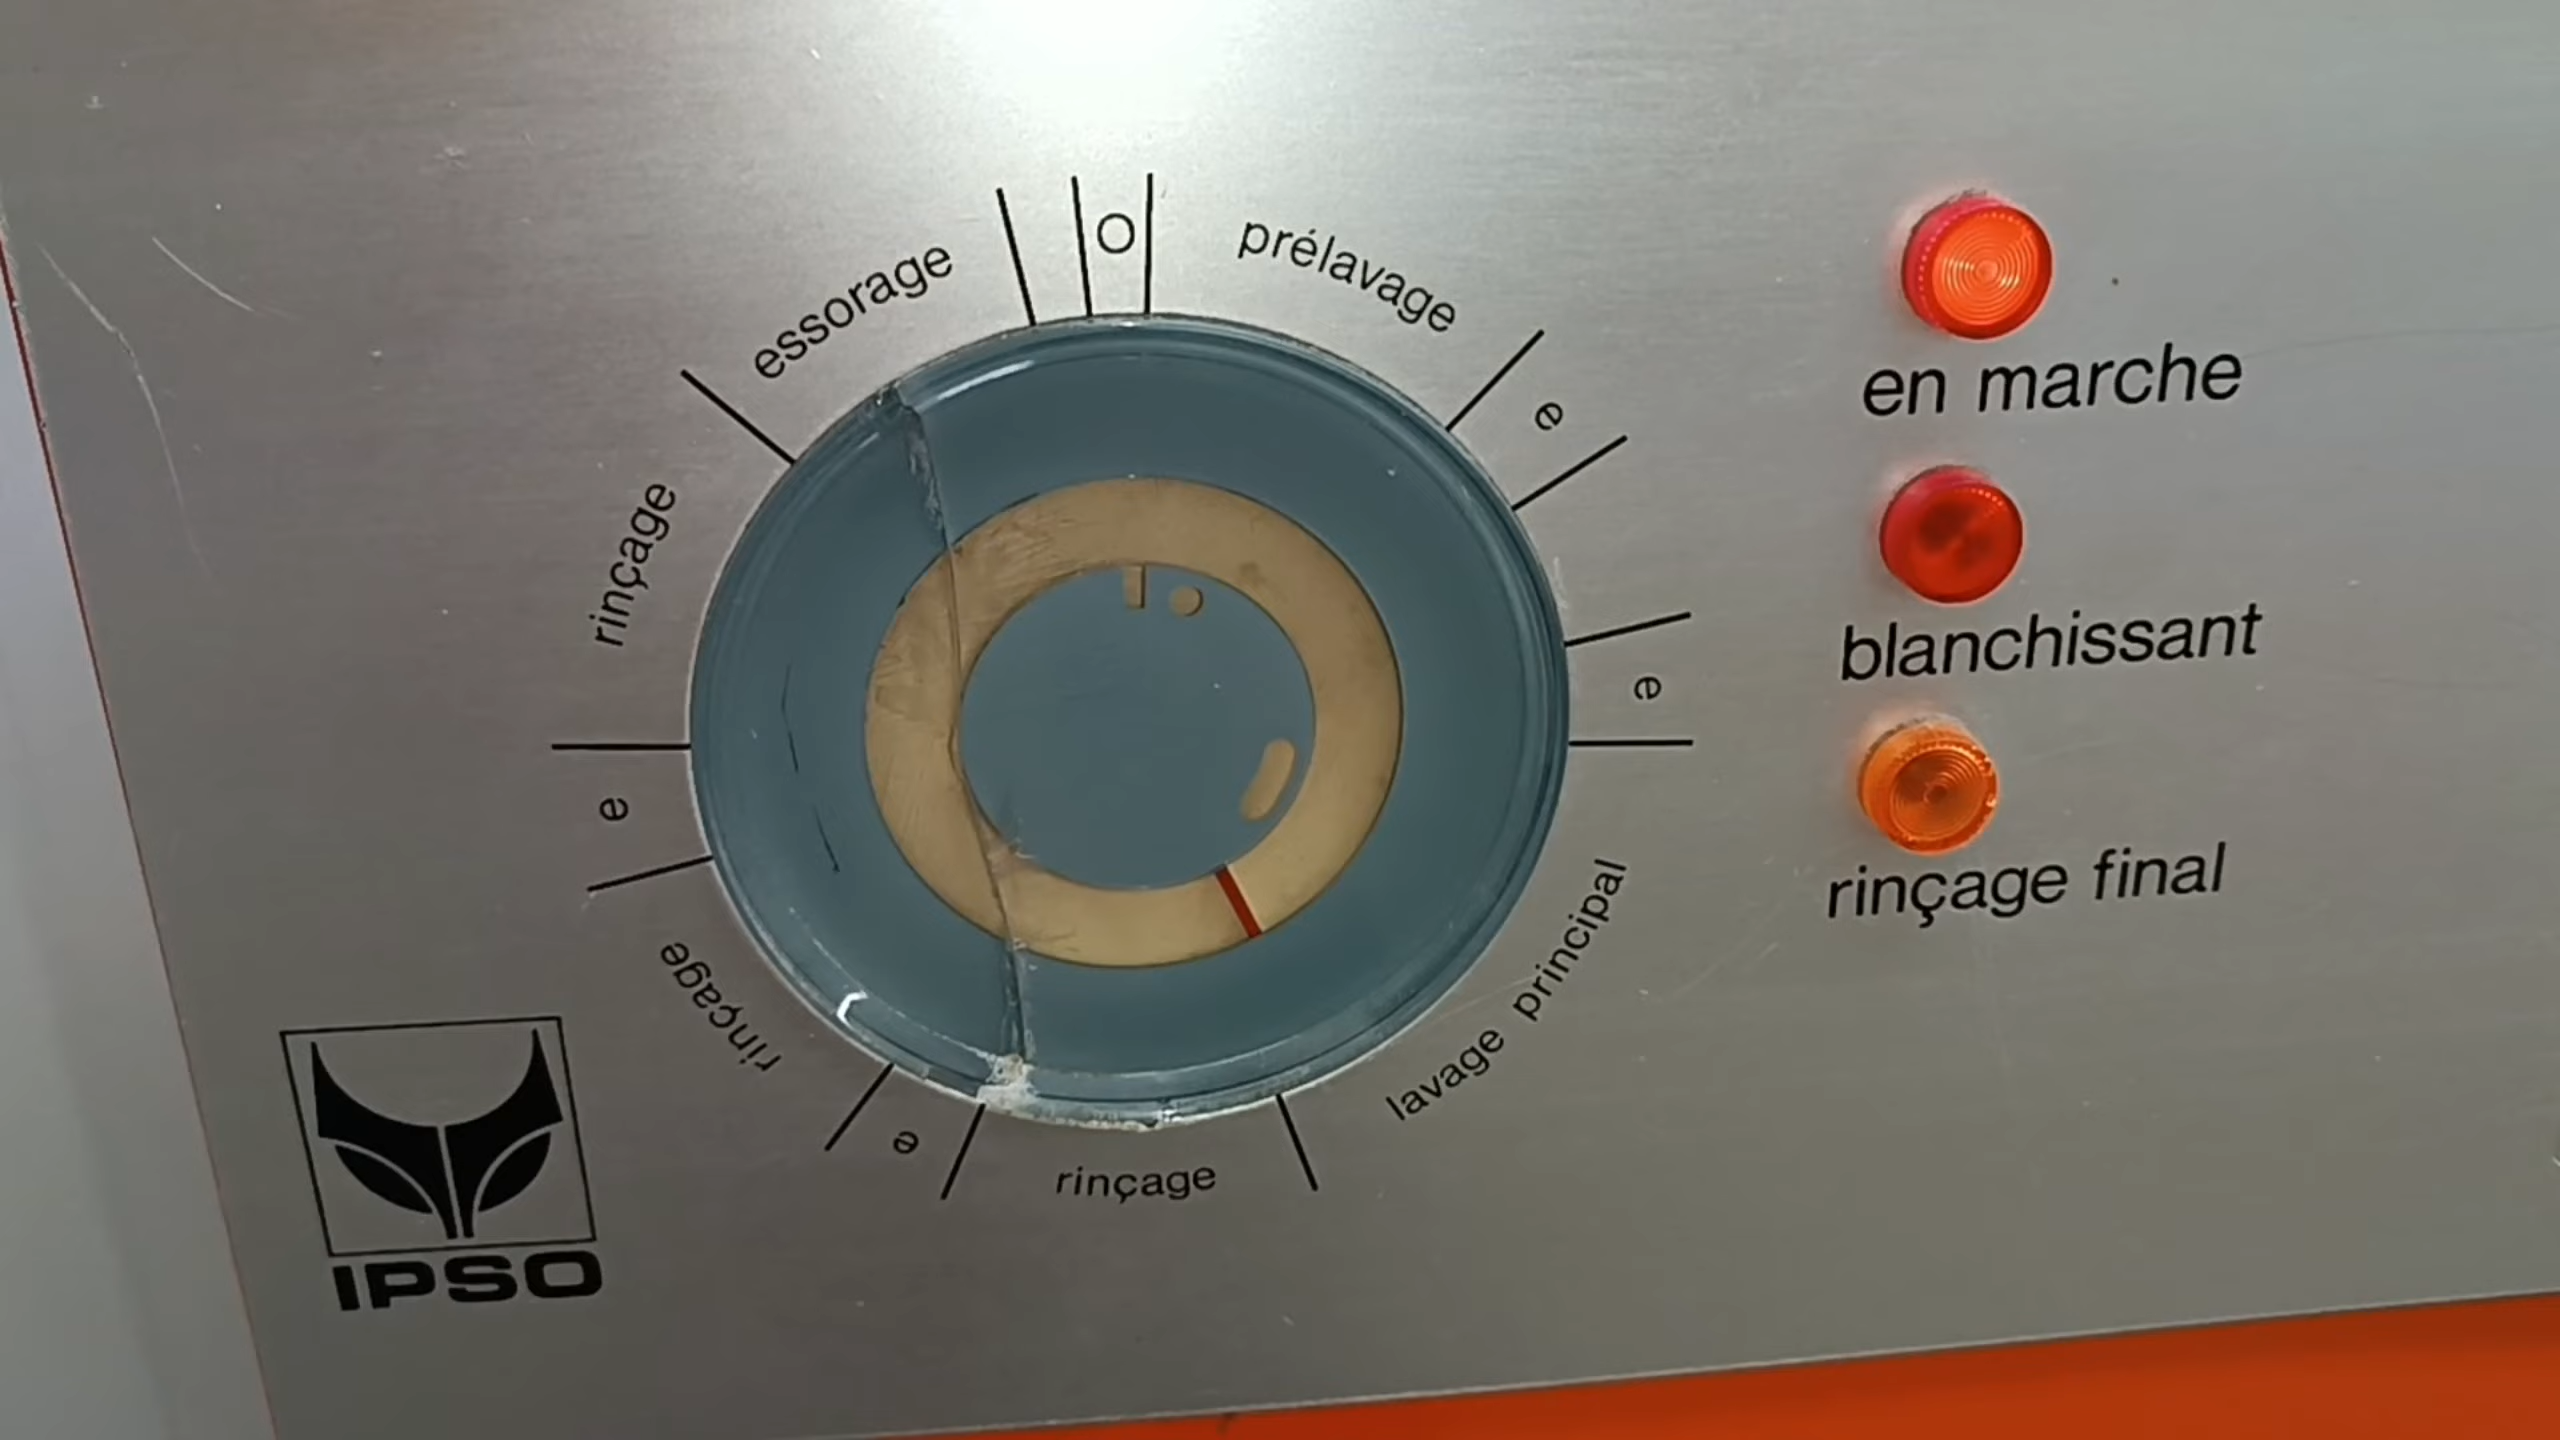 O
prélavage
e
e
lavage principal
rinçage
e
rinçage
e
rinçage
essorage
en marche
blanchissant
rinçage final
IPSO